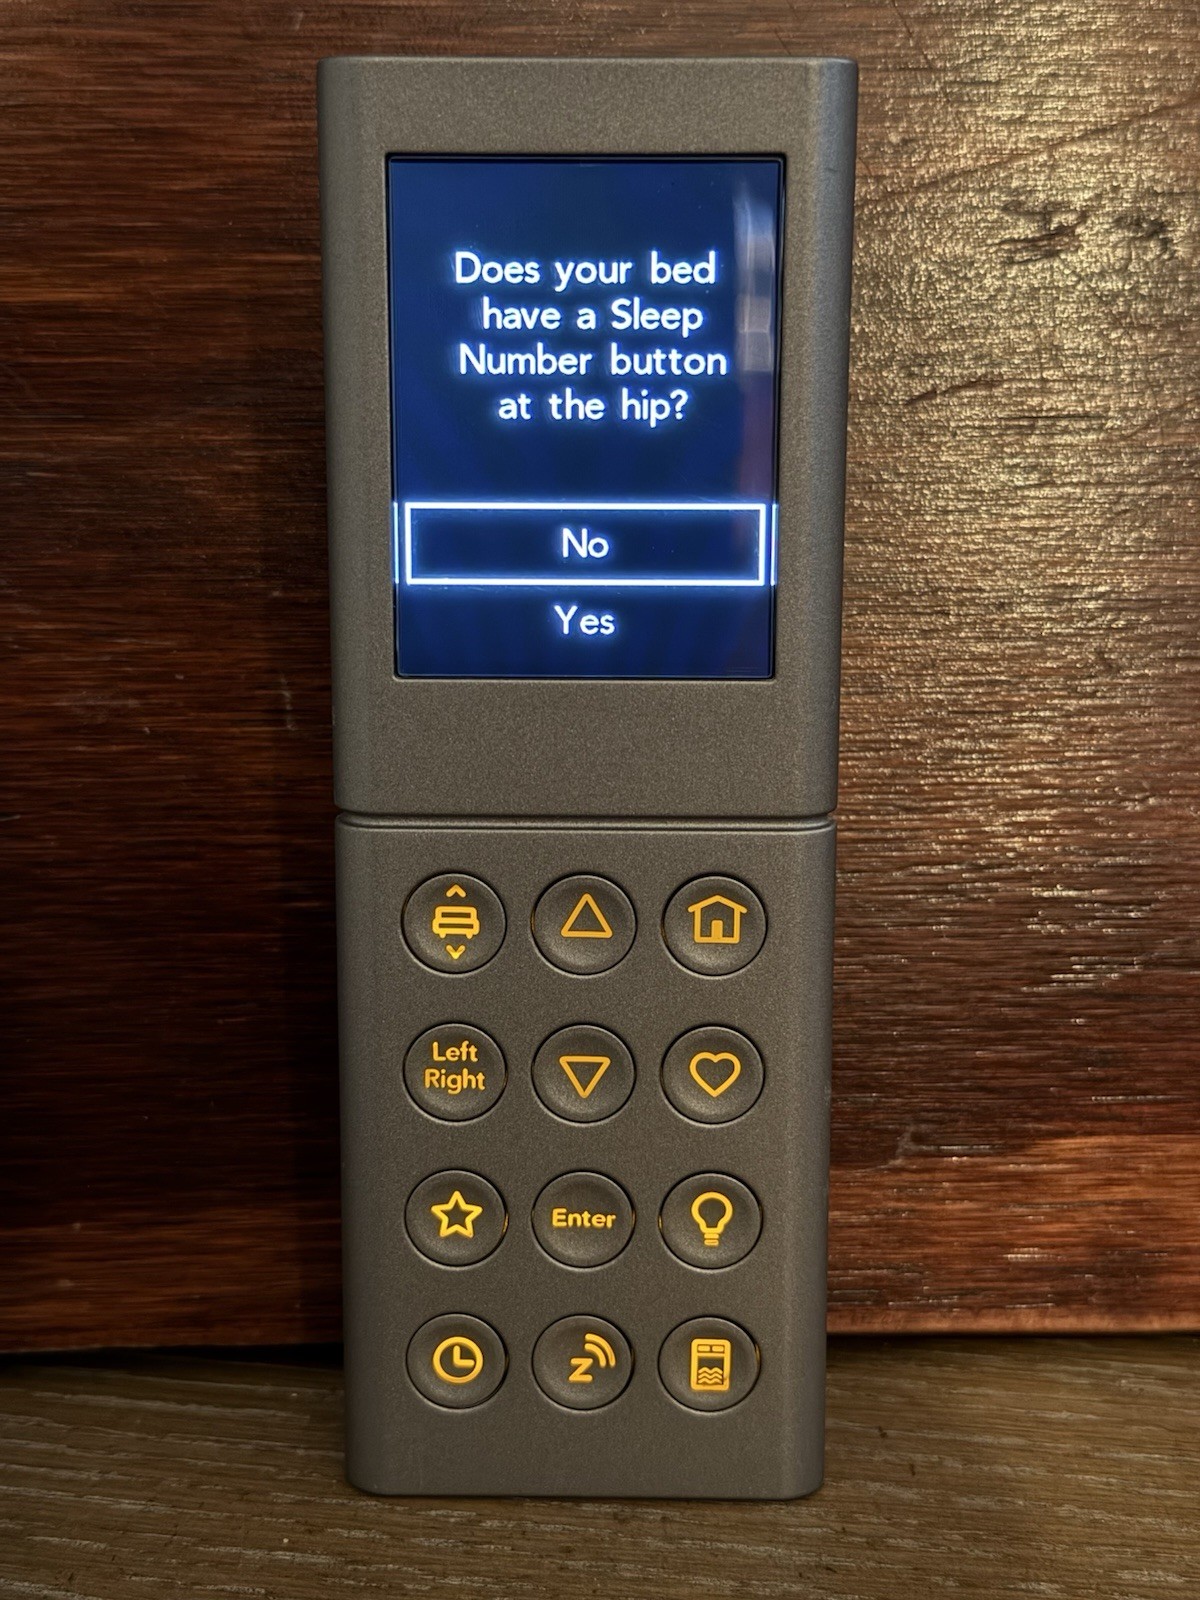 Does your bed
have a Sleep
Number button
at the hip?
No
Yes
Left
Right
Enter
z